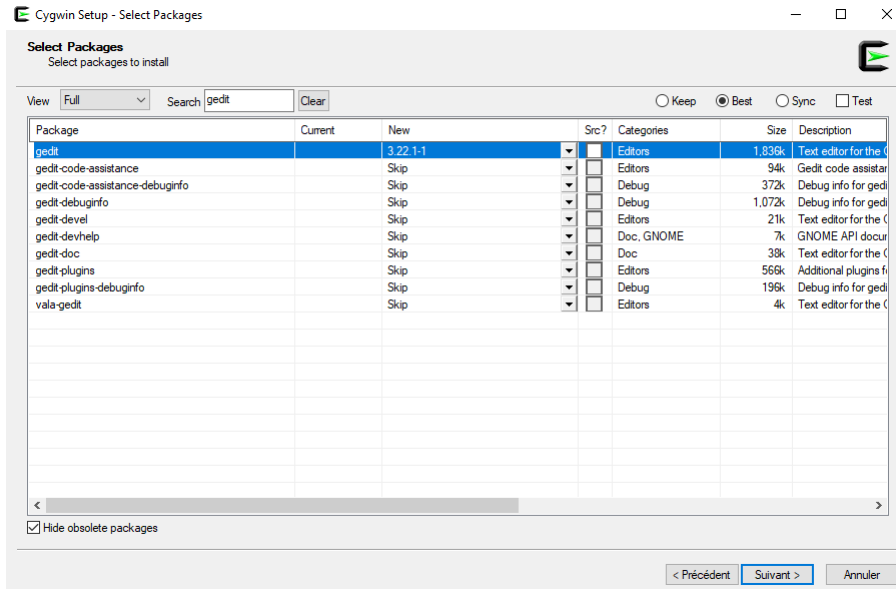 Cygwin Setup - Select Packages
Select Packages
Select packages to install
View Full Search gedit Clear Keep Best Sync Test
Package Current New Src? Categories Size Description
gedit 3.22.1-1 Editors 1,836k Text editor for the
gedit-code-assistance Skip Editors 94k Gedit code assistar
gedit-code-assistance-debuginfo Skip Debug 372k Debug info for gedi
gedit-debuginfo Skip Debug 1,072k Debug info for gedi
gedit-devel Skip Editors 21k Text editor for the
gedit-devhelp Skip Doc, GNOME 7k GNOME API docur
gedit-doc Skip Doc 38k Text editor for the
gedit-plugins Skip Editors 566k Additional plugins f
gedit-plugins-debuginfo Skip Debug 196k Debug info for gedi
vala-gedit Skip Editors 4k Text editor for the
Hide obsolete packages
< Précédent Suivant > Annuler